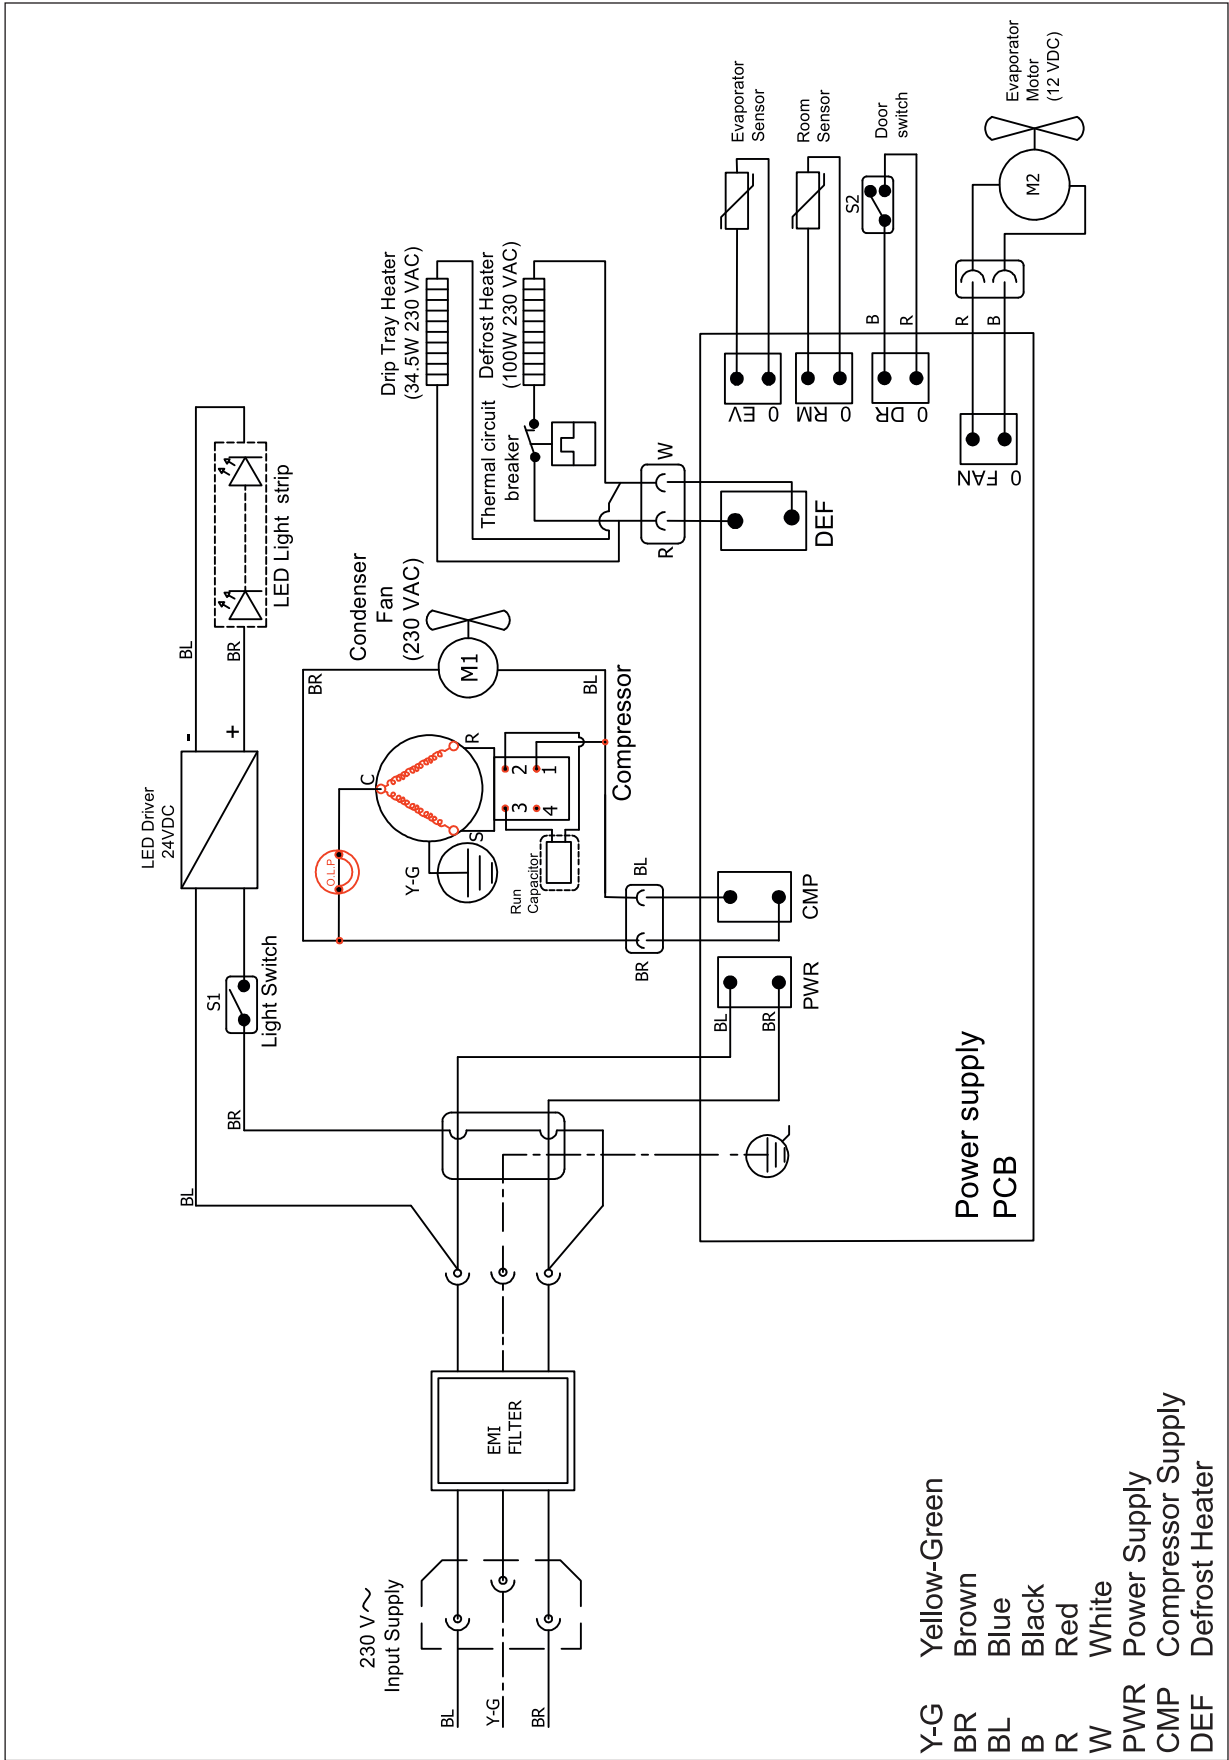 230 V~
Input Supply
BL
Y-G
BR
EMI
FILTER
BL
BR
S1
Light Switch
LED Driver
24VDC
-
+
BL
BR
LED Light strip
O.L.P
C
S
R
Y-G
Run
Capacitor
3
2
4
1
Compressor
BR
BL
M1
Condenser
Fan
(230 VAC)
BR
BL
CMP
BL
BR
PWR
Drip Tray Heater
(34.5W 230 VAC)
Defrost Heater
(100W 230 VAC)
Thermal circuit
breaker
R
W
DEF
Evaporator
Sensor
0 EV
Room
Sensor
0 RM
Door
switch
S2
B
R
0 DR
Evaporator
Motor
(12 VDC)
M2
R
B
0 FAN
Power supply
PCB
Y-G Yellow-Green
BR Brown
BL Blue
B Black
R Red
W White
PWR Power Supply
CMP Compressor Supply
DEF Defrost Heater